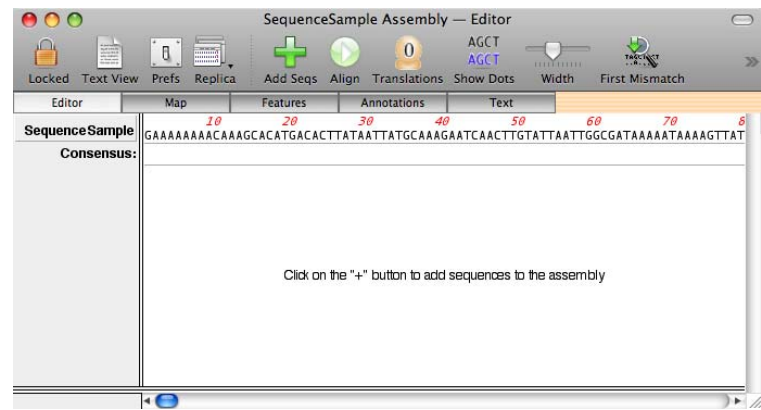 SequenceSample Assembly — Editor
AGCT
AGCT
Locked Text View Prefs Replica Add Seqs Align Translations Show Dots Width First Mismatch
Editor Map Features Annotations Text
10 20 30 40 50 60 70 8
SequenceSample GAAAAAAAACAAAGCACATGACACTTATAATTATGCAAAGAATCAACTTGTATTAATTGGCGATAAAAATAAAAGTTAT
Consensus:
Click on the "+" button to add sequences to the assembly